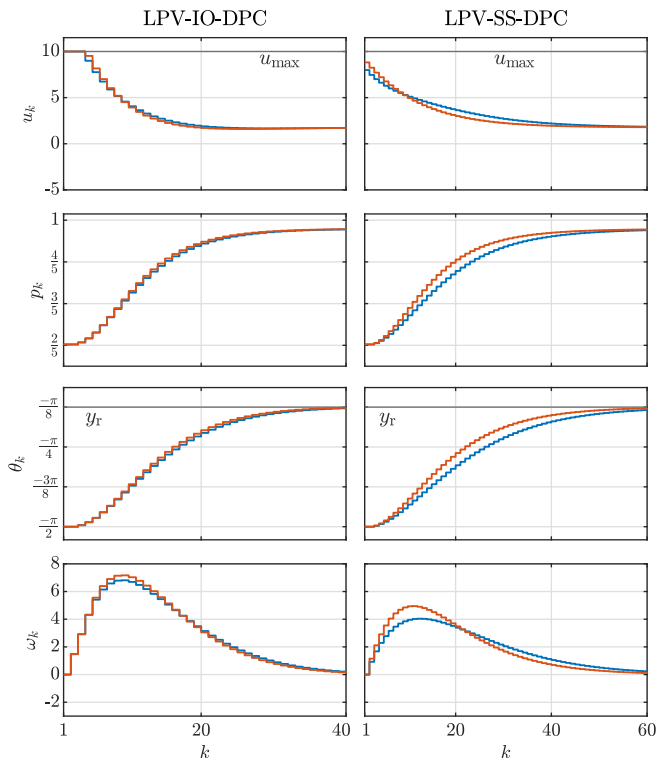 LPV-IO-DPC LPV-SS-DPC
10
5
0
-5
u_k
u_max
u_max
1
4/5
3/5
2/5
p_k
-π/8
-π/4
-3π/8
-π/2
θ_k
y_r
y_r
8
6
4
2
0
-2
ω_k
1 20 40
1 20 40 60
k k